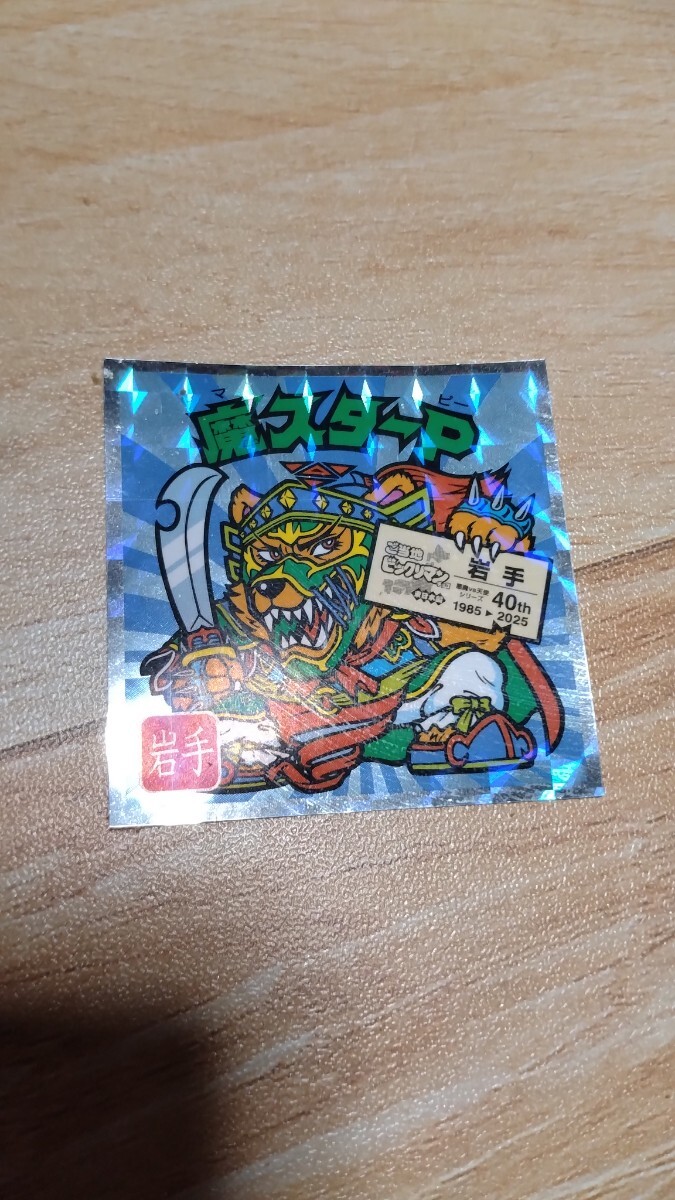 マ ピー
魔スターP
ご当地
ビックリマン
岩手
悪魔vs天使
シリーズ
40th
1985▶2025
岩手